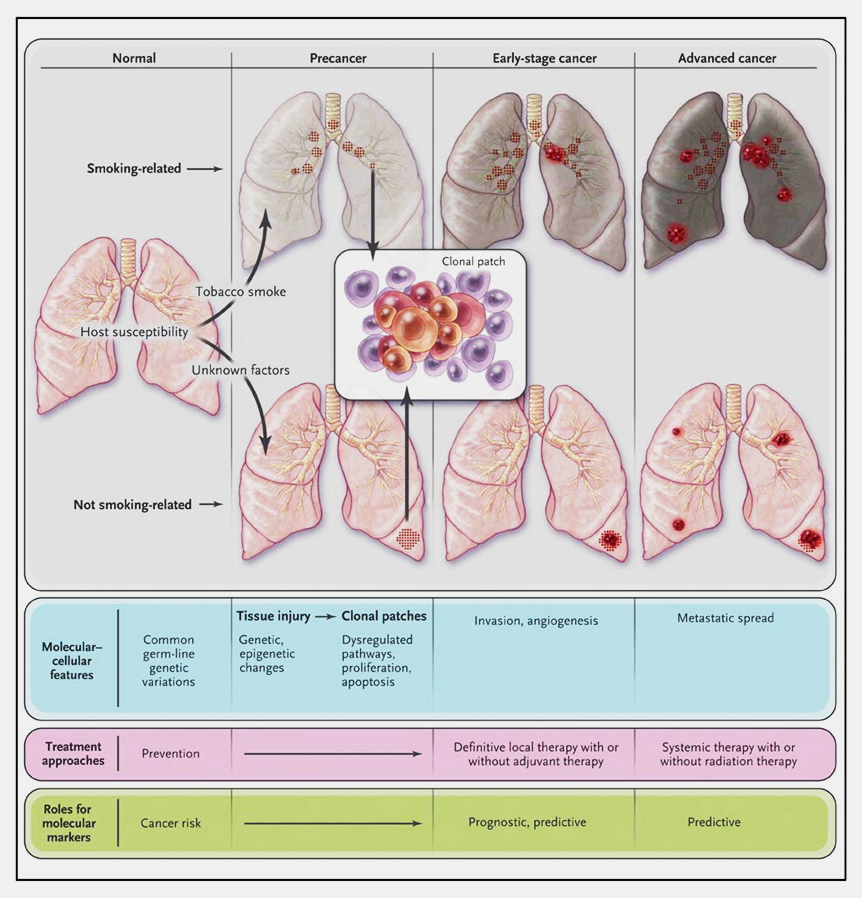 Normal
Precancer
Early-stage cancer
Advanced cancer
Smoking-related
Clonal patch
Tobacco smoke
Host susceptibility
Unknown factors
Not smoking-related
Molecular–
cellular
features
Common
germ-line
genetic
variations
Tissue injury
Genetic,
epigenetic
changes
Clonal patches
Dysregulated
pathways,
proliferation,
apoptosis
Invasion, angiogenesis
Metastatic spread
Treatment
approaches
Prevention
Definitive local therapy with or
without adjuvant therapy
Systemic therapy with or
without radiation therapy
Roles for
molecular
markers
Cancer risk
Prognostic, predictive
Predictive